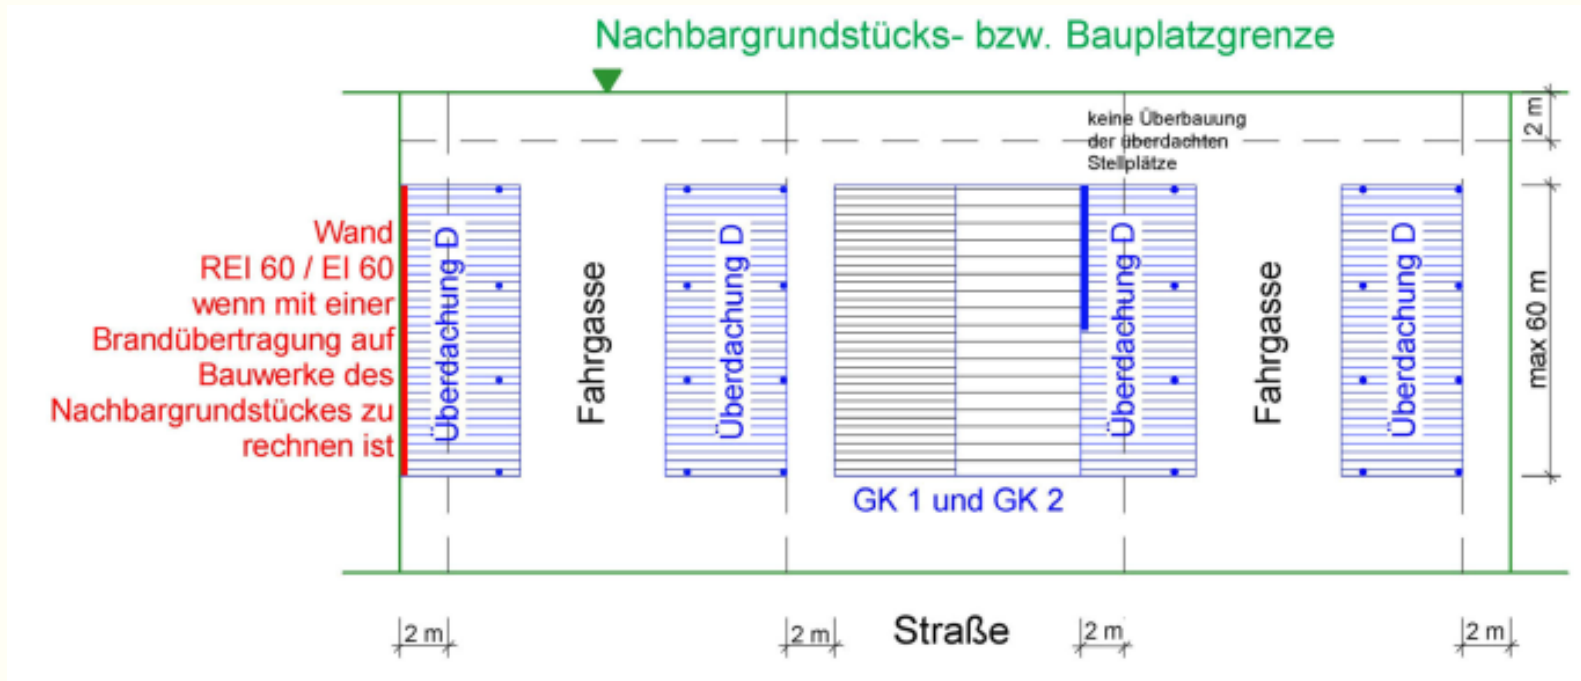 Nachbargrundstücks- bzw. Bauplatzgrenze
keine Überbauung
der überdachten
Stellplätze
2 m
Wand
REI 60 / EI 60
wenn mit einer
Brandübertragung auf
Bauwerke des
Nachbargrundstückes zu
rechnen ist
Überdachung D
Fahrgasse
Überdachung D
Überdachung D
Fahrgasse
Überdachung D
max 60 m
GK 1 und GK 2
2 m
2 m
Straße
2 m
2 m